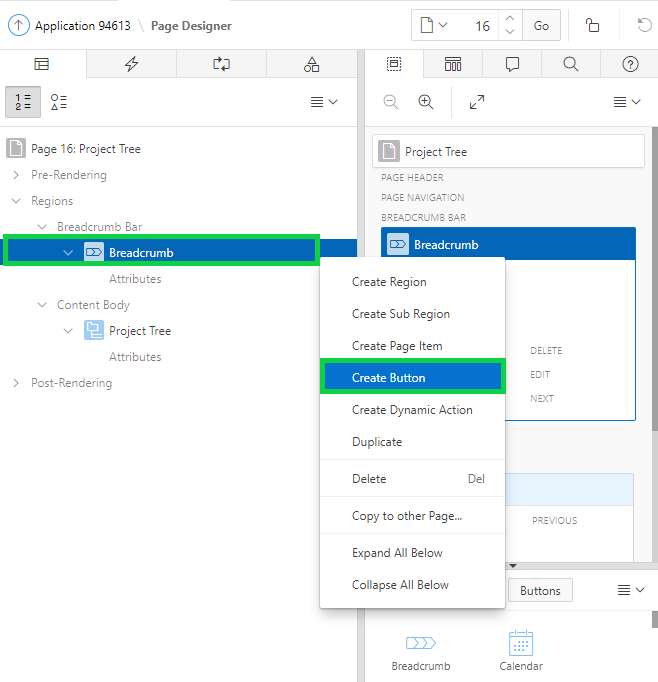 Application 94613 \ Page Designer
16
Go
Page 16: Project Tree
Pre-Rendering
Regions
Breadcrumb Bar
Breadcrumb
Attributes
Content Body
Project Tree
Attributes
Post-Rendering
Project Tree
PAGE HEADER
PAGE NAVIGATION
BREADCRUMB BAR
Breadcrumb
DELETE
EDIT
NEXT
PREVIOUS
Create Region
Create Sub Region
Create Page Item
Create Button
Create Dynamic Action
Duplicate
Delete Del
Copy to other Page...
Expand All Below
Collapse All Below
Buttons
Breadcrumb
Calendar